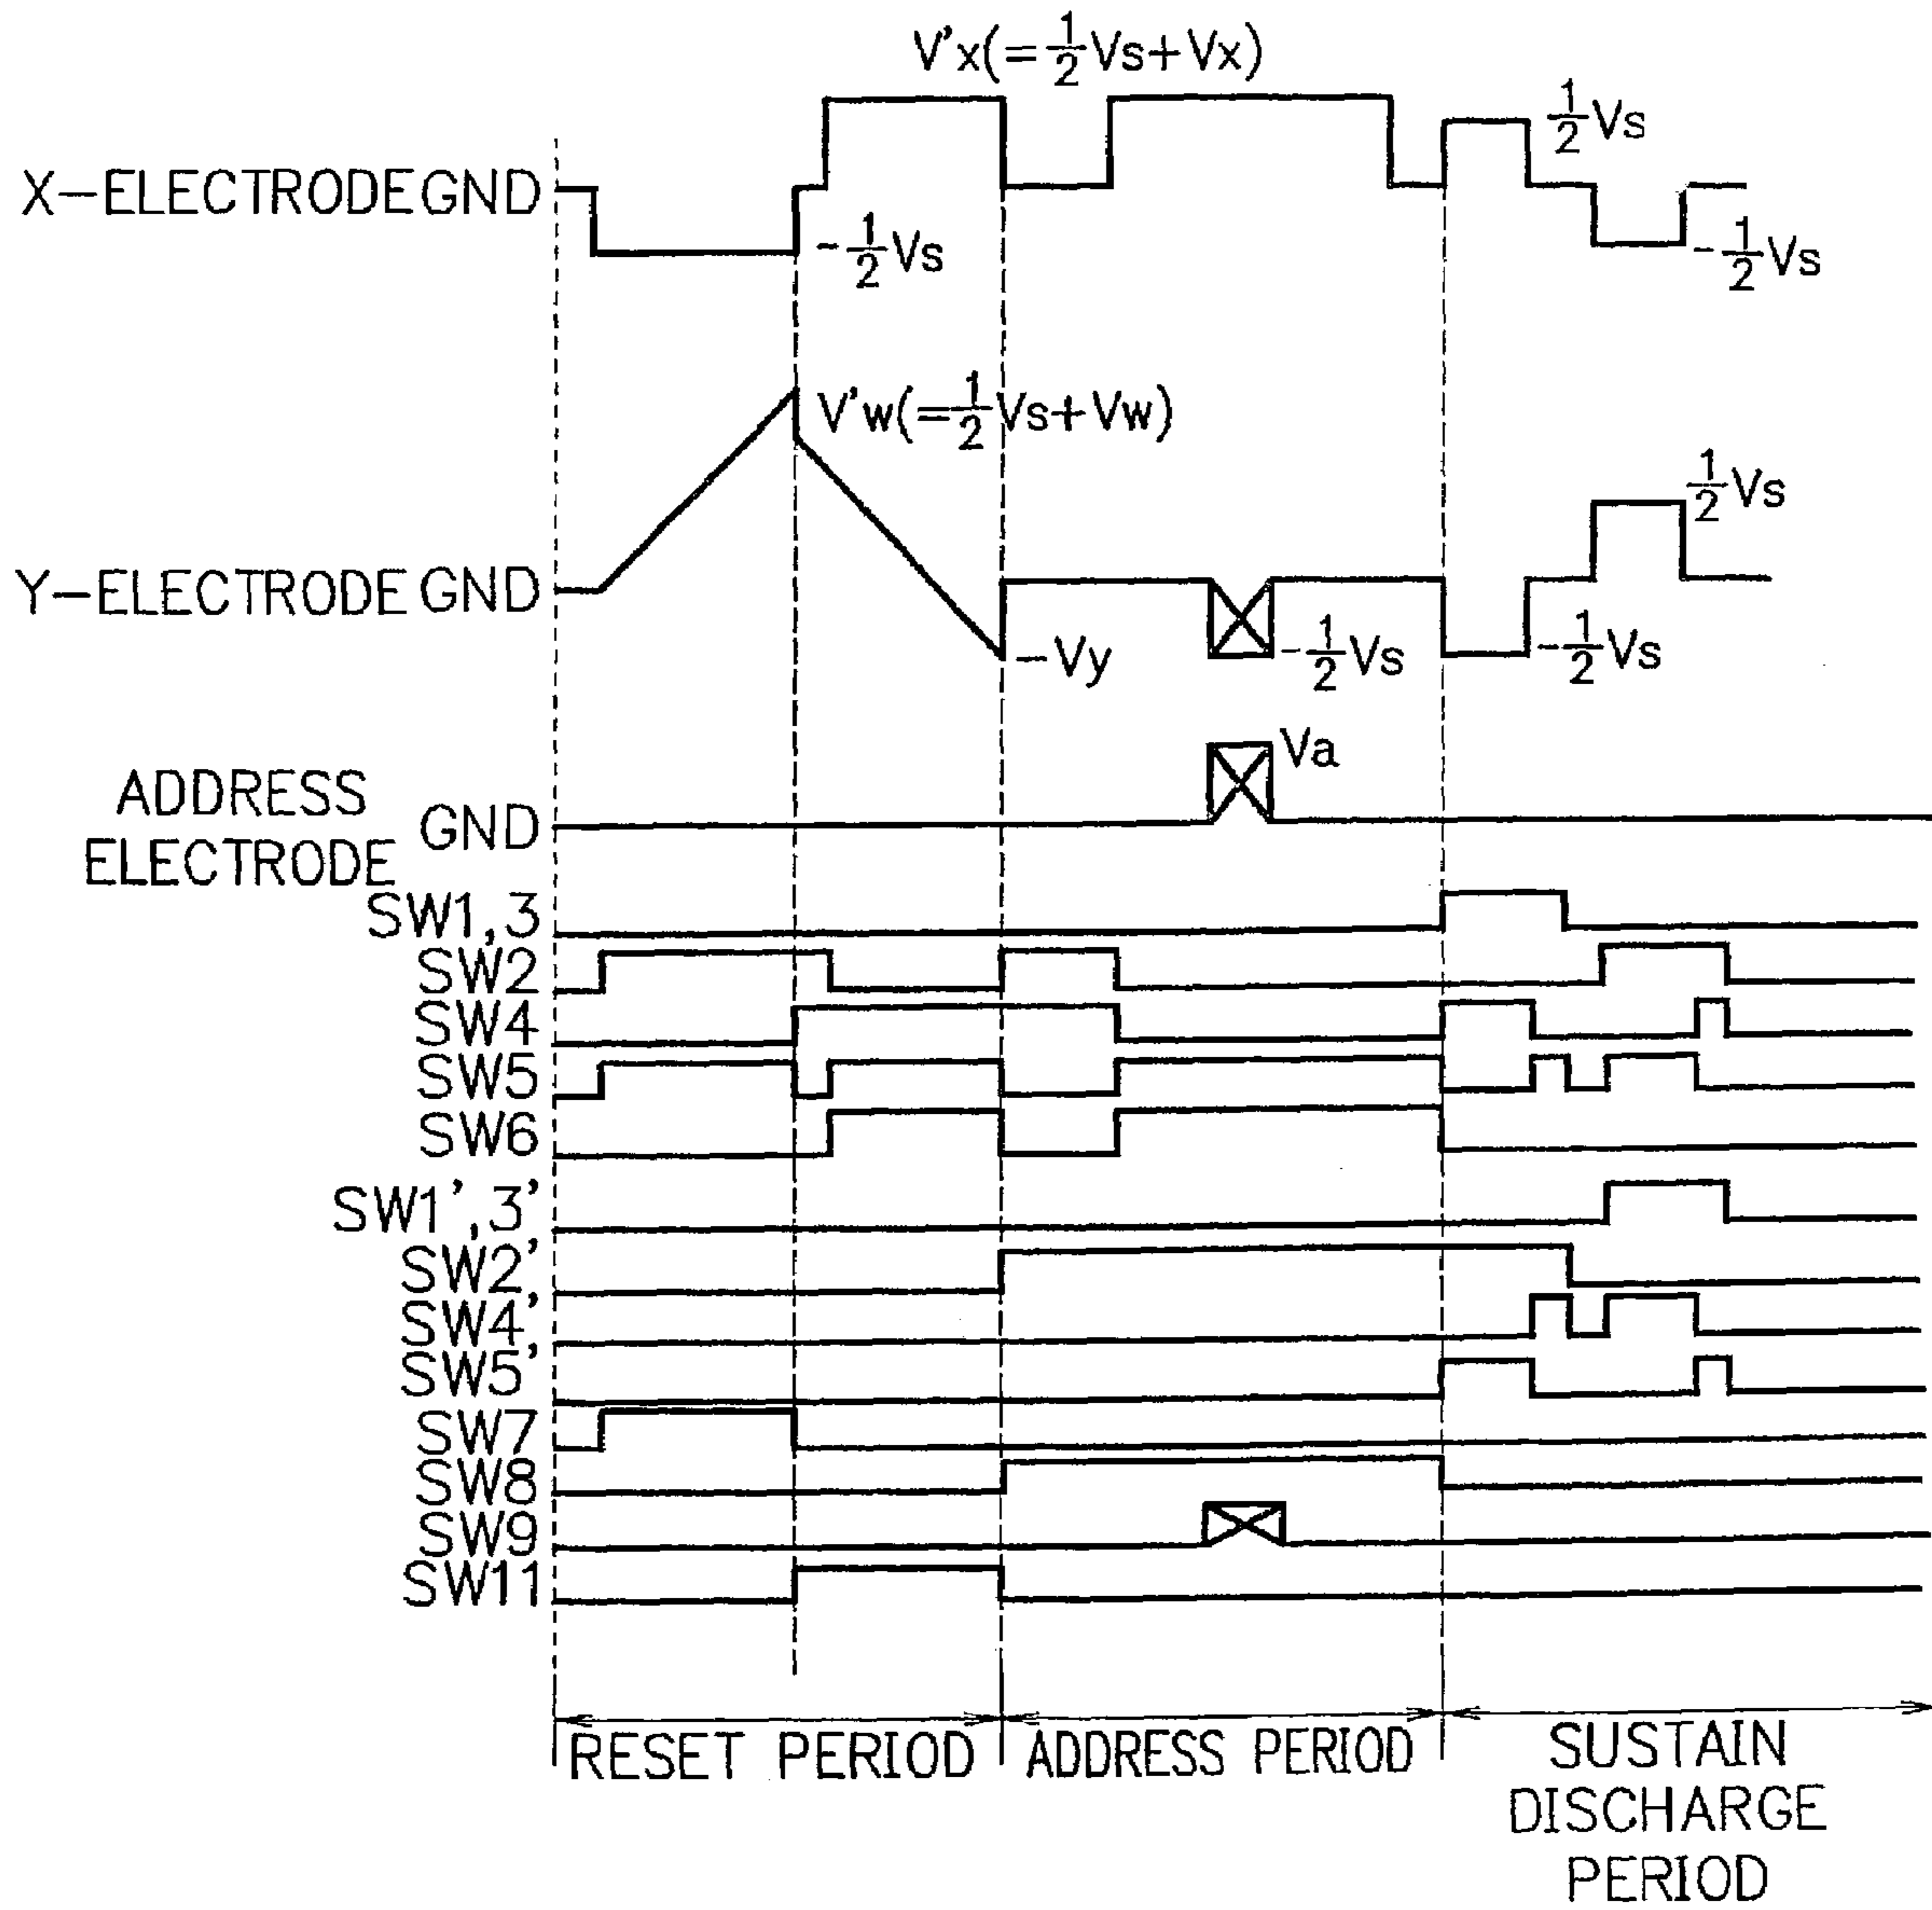 V'x(=1/2Vs+Vx)
1/2Vs
X-ELECTRODE GND
-1/2Vs
-1/2Vs
V'w(=1/2Vs+Vw)
1/2Vs
Y-ELECTRODE GND
-Vy
-1/2Vs
-1/2Vs
Va
ADDRESS
ELECTRODE
GND
SW1,3
SW2
SW4
SW5
SW6
SW1',3'
SW2'
SW4'
SW5'
SW7
SW8
SW9
SW11
RESET PERIOD
ADDRESS PERIOD
SUSTAIN
DISCHARGE
PERIOD